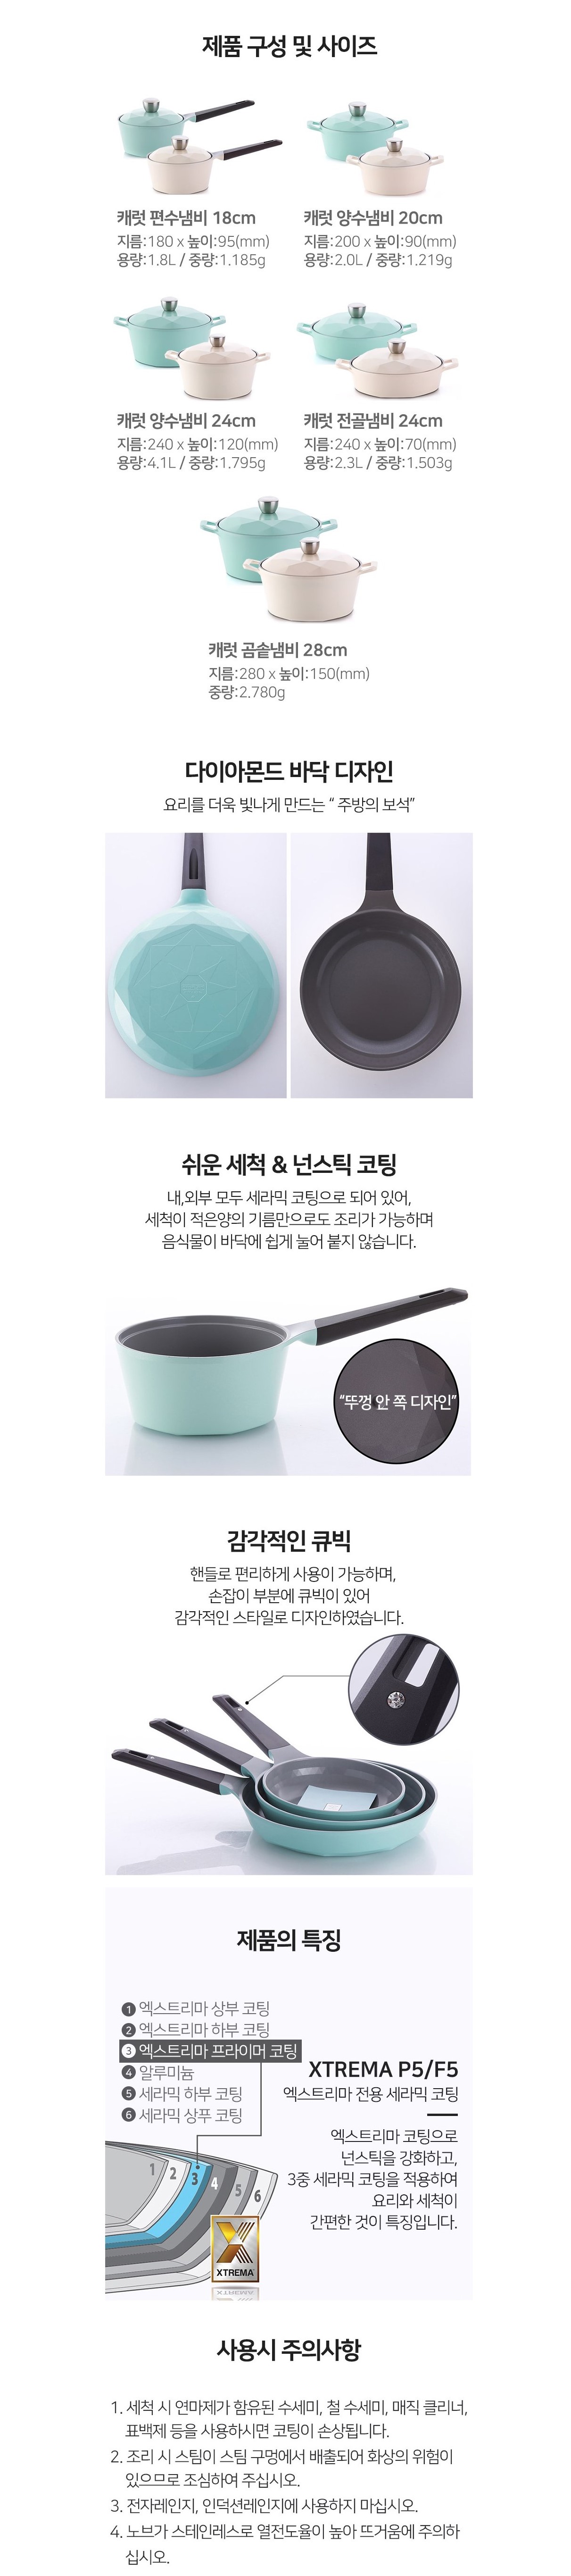 제품 구성 및 사이즈
캐럿 편수냄비 18cm
지름:180 x 높이:95(mm)
용량:1.8L / 중량:1.185g
캐럿 양수냄비 20cm
지름:200 x 높이:90(mm)
용량:2.0L / 중량:1.219g
캐럿 양수냄비 24cm
지름:240 x 높이:120(mm)
용량:4.1L / 중량:1.795g
캐럿 전골냄비 24cm
지름:240 x 높이:70(mm)
용량:2.3L / 중량:1.503g
캐럿 곰솥냄비 28cm
지름:280 x 높이:150(mm)
중량:2.780g
다이아몬드 바닥 디자인
요리를 더욱 빛나게 만드는 “ 주방의 보석”
쉬운 세척 & 넌스틱 코팅
내,외부 모두 세라믹 코팅으로 되어 있어,
세척이 적은양의 기름만으로도 조리가 가능하며
음식물이 바닥에 쉽게 눌어 붙지 않습니다.
“뚜껑 안 쪽 디자인”
감각적인 큐빅
핸들로 편리하게 사용이 가능하며,
손잡이 부분에 큐빅이 있어
감각적인 스타일로 디자인하였습니다.
제품의 특징
1 엑스트리마 상부 코팅
2 엑스트리마 하부 코팅
3 엑스트리마 프라이머 코팅
4 알루미늄
5 세라믹 하부 코팅
6 세라믹 상푸 코팅
XTREMA P5/F5
엑스트리마 전용 세라믹 코팅
엑스트리마 코팅으로
넌스틱을 강화하고,
3중 세라믹 코팅을 적용하여
요리와 세척이
간편한 것이 특징입니다.
1 2 3 4 5 6
XTREMA
사용시 주의사항
1. 세척 시 연마제가 함유된 수세미, 철 수세미, 매직 클리너,
표백제 등을 사용하시면 코팅이 손상됩니다.
2. 조리 시 스팀이 스팀 구멍에서 배출되어 화상의 위험이
있으므로 조심하여 주십시오.
3. 전자레인지, 인덕션레인지에 사용하지 마십시오.
4. 노브가 스테인레스로 열전도율이 높아 뜨거움에 주의하
십시오.